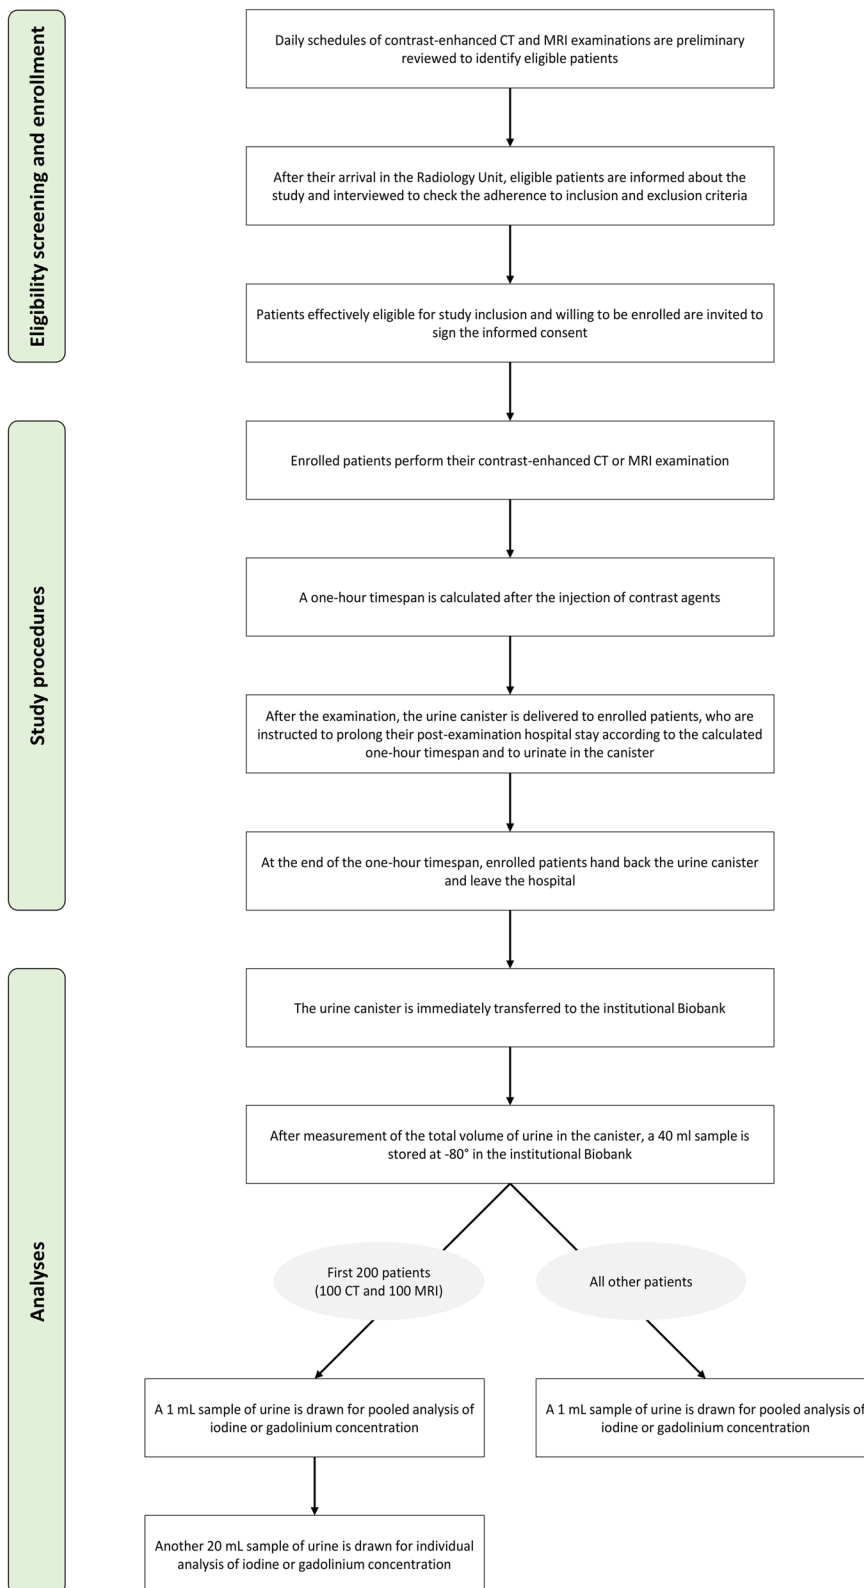 Eligibility screening and enrollment
Daily schedules of contrast-enhanced CT and MRI examinations are preliminary
reviewed to identify eligible patients
After their arrival in the Radiology Unit, eligible patients are informed about the
study and interviewed to check the adherence to inclusion and exclusion criteria
Patients effectively eligible for study inclusion and willing to be enrolled are invited to
sign the informed consent
Study procedures
Enrolled patients perform their contrast-enhanced CT or MRI examination
A one-hour timespan is calculated after the injection of contrast agents
After the examination, the urine canister is delivered to enrolled patients, who are
instructed to prolong their post-examination hospital stay according to the calculated
one-hour timespan and to urinate in the canister
At the end of the one-hour timespan, enrolled patients hand back the urine canister
and leave the hospital
Analyses
The urine canister is immediately transferred to the institutional Biobank
After measurement of the total volume of urine in the canister, a 40 ml sample is
stored at -80° in the institutional Biobank
First 200 patients
(100 CT and 100 MRI)
All other patients
A 1 mL sample of urine is drawn for pooled analysis of
iodine or gadolinium concentration
A 1 mL sample of urine is drawn for pooled analysis of
iodine or gadolinium concentration
Another 20 mL sample of urine is drawn for individual
analysis of iodine or gadolinium concentration